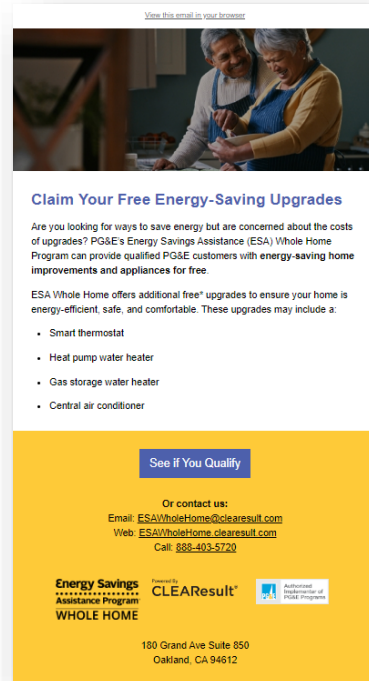 View this email in your browser
Claim Your Free Energy-Saving Upgrades
Are you looking for ways to save energy but are concerned about the costs
of upgrades? PG&E's Energy Savings Assistance (ESA) Whole Home
Program can provide qualified PG&E customers with energy-saving home
improvements and appliances for free.
ESA Whole Home offers additional free* upgrades to ensure your home is
energy-efficient, safe, and comfortable. These upgrades may include a:
• Smart thermostat
• Heat pump water heater
• Gas storage water heater
• Central air conditioner
See if You Qualify
Or contact us:
Email: ESAWholeHome@clearesult.com
Web: ESAWholeHome.clearesult.com
Call: 888-403-5720
Energy Savings
Assistance Program
WHOLE HOME
Powered By
CLEAResult®
PG&E
Authorized
Implementer of
PG&E Programs
180 Grand Ave Suite 850
Oakland, CA 94612